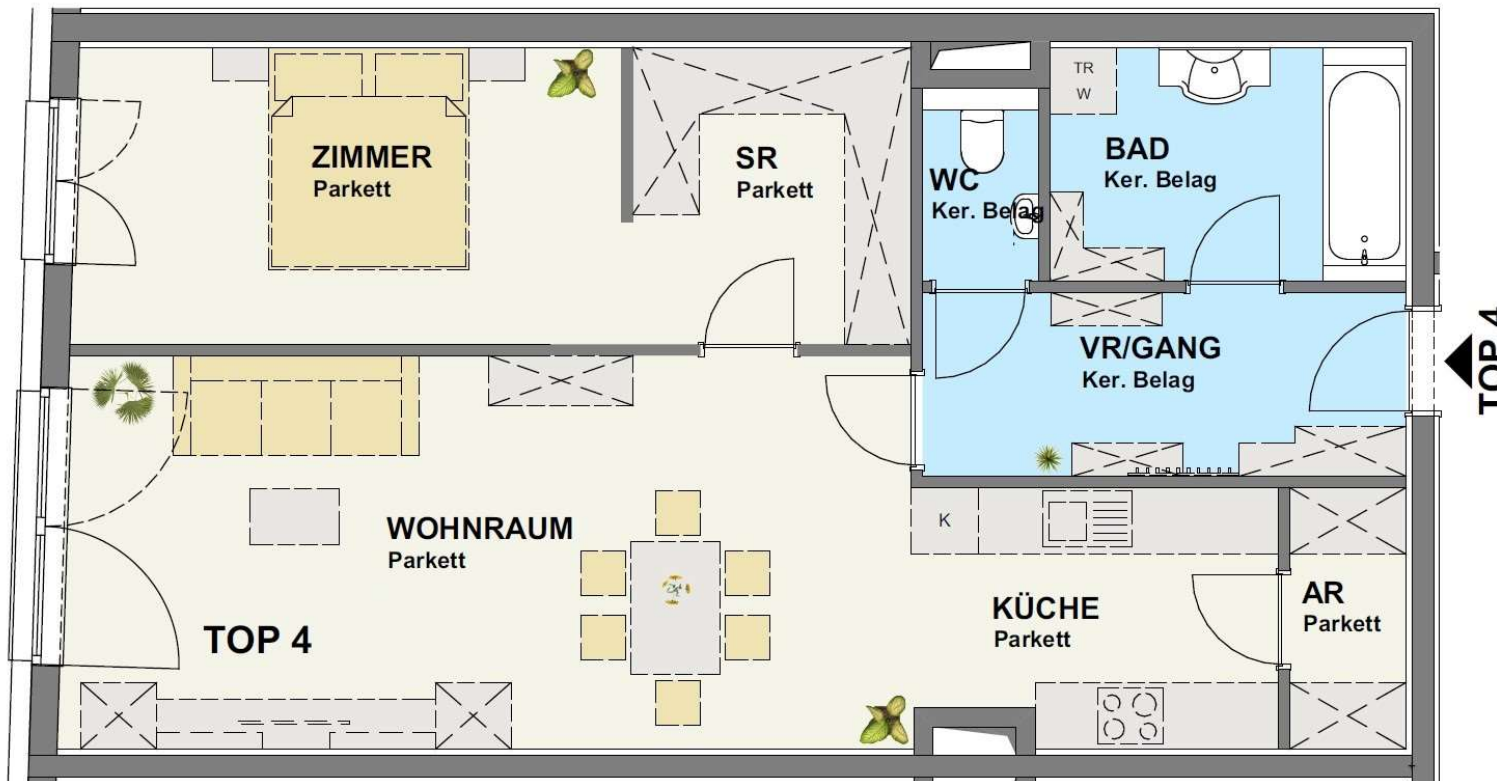 ZIMMER
Parkett
SR
Parkett
WC
Ker. Belag
TR
W
BAD
Ker. Belag
VR/GANG
Ker. Belag
TOP 4
WOHNRAUM
Parkett
K
KÜCHE
Parkett
AR
Parkett
TOP 4